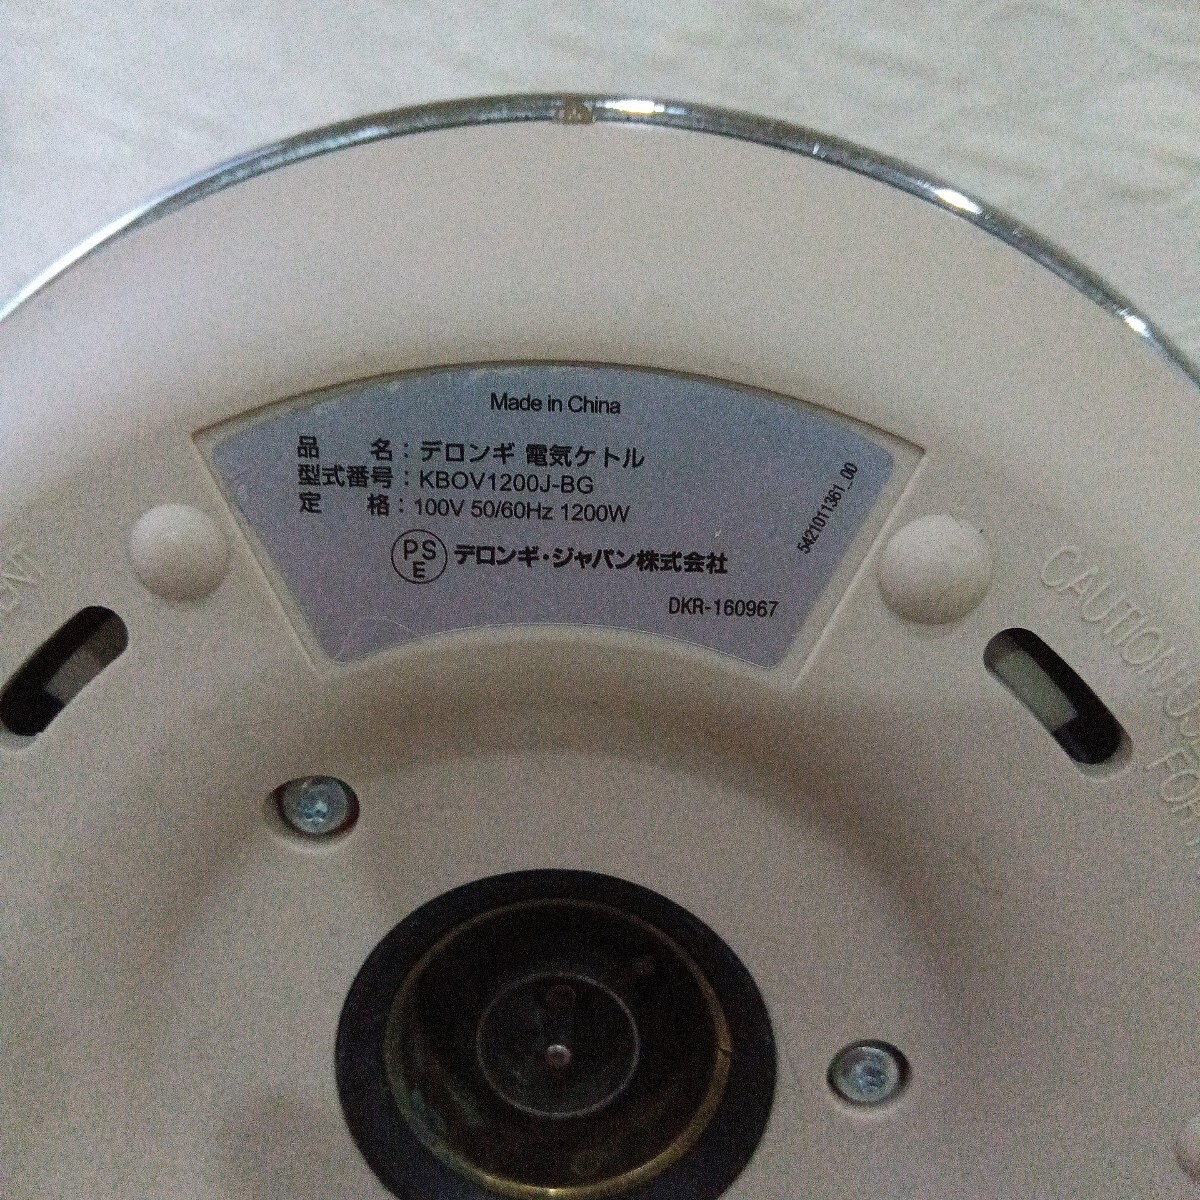 Made in China
品　　名：デロンギ 電気ケトル
型式番号：KBOV1200J-BG
定　　格：100V 50/60Hz 1200W
PSE デロンギ・ジャパン株式会社
DKR-160967
5421011361_00
CAUTION:
FOR